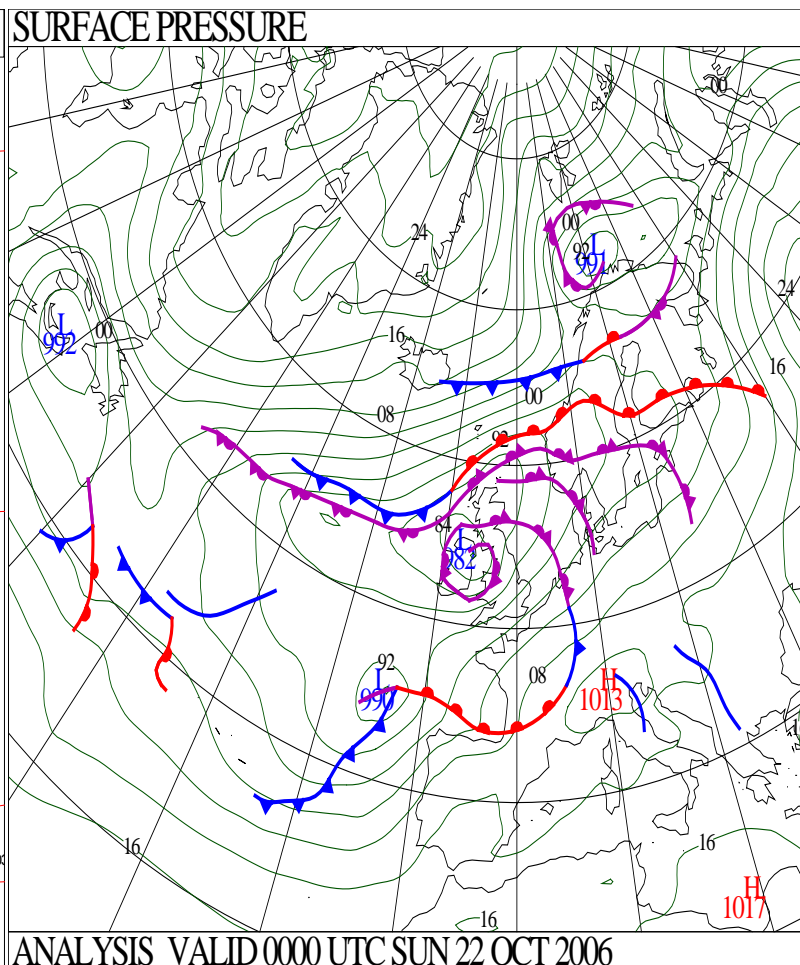 SURFACE PRESSURE
00
00
L
991
92
24
24
L
992
00
16
16
00
08
92
84
L
982
92
L
990
08
H
1013
16
16
H
1017
16
ANALYSIS VALID 0000 UTC SUN 22 OCT 2006